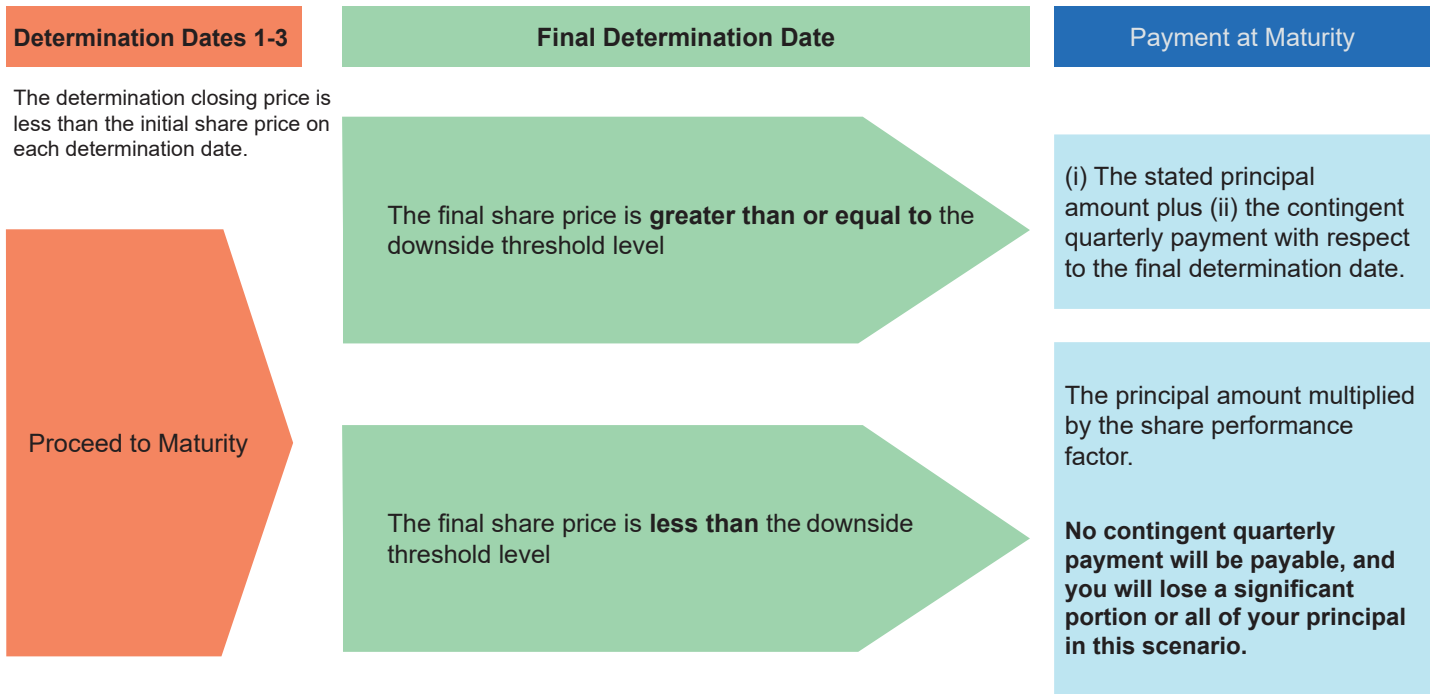 Determination Dates 1-3
Final Determination Date
Payment at Maturity
The determination closing price is
less than the initial share price on
each determination date.
Proceed to Maturity
The final share price is greater than or equal to the
downside threshold level
(i) The stated principal
amount plus (ii) the contingent
quarterly payment with respect
to the final determination date.
The final share price is less than the downside
threshold level
The principal amount multiplied
by the share performance
factor.
No contingent quarterly
payment will be payable, and
you will lose a significant
portion or all of your principal
in this scenario.